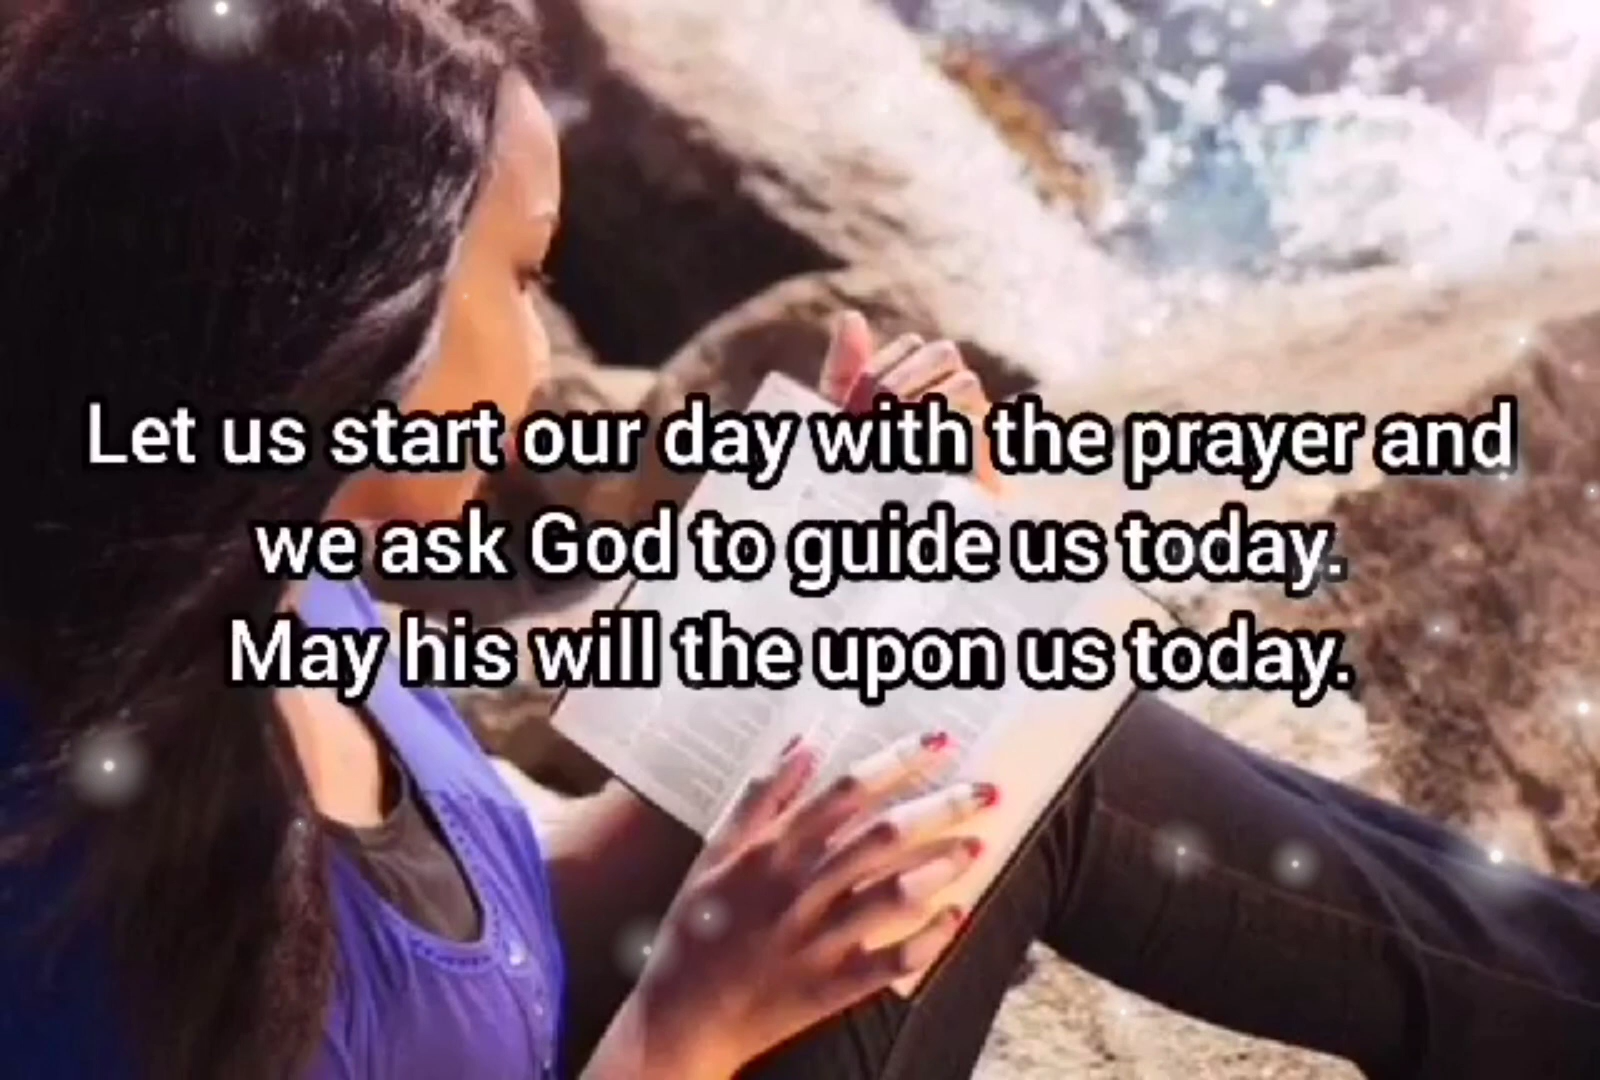 Let us start our day with the prayer and
we ask God to guide us today.
May his will the upon us today.